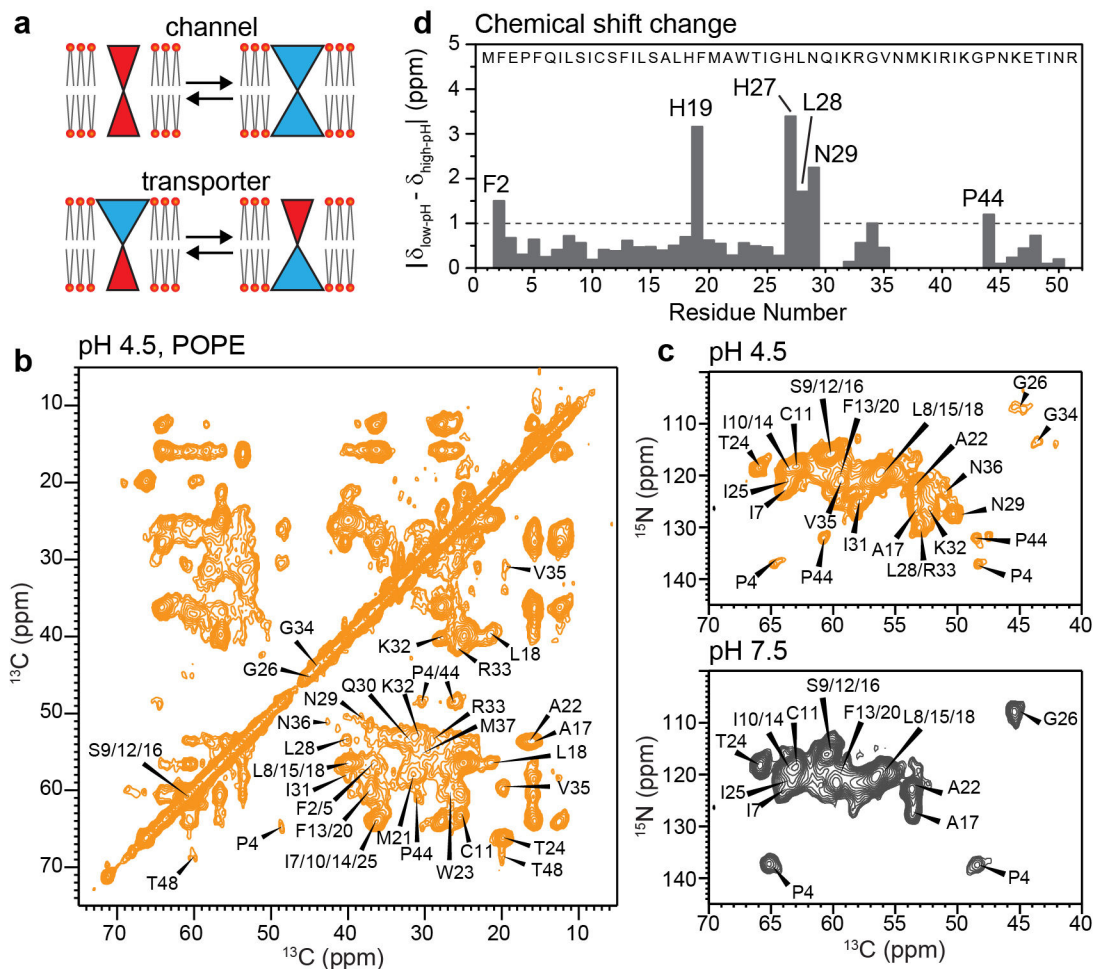 a
channel
transporter
d Chemical shift change
|δlow-pH - δhigh-pH| (ppm)
5
4
3
2
1
0
MFEPFQILSICSFILSALHFMAWTIGHLNQIKRGVNMKIRIKGPNKETINR
F2
H19
H27
L28
N29
P44
0 5 10 15 20 25 30 35 40 45 50
Residue Number
b pH 4.5, POPE
13C (ppm)
10
20
30
40
50
60
70
V35
G34
G26
K32
R33
L18
P4/44
Q30
K32
N29
R33
M37
A22
N36
A17
S9/12/16
L28
L18
L8/15/18
I31
V35
F2/5
F13/20
P4
M21
C11
T24
I7/10/14/25
P44
W23
T48
T48
70 60 50 40 30 20 10
13C (ppm)
c pH 4.5
15N (ppm)
110
120
130
140
S9/12/16
G26
F13/20
G34
I10/14
C11
L8/15/18
T24
A22
N36
I25
N29
I7
V35
I31
A17
K32
P44
L28/R33
P44
P4
P4
70 65 60 55 50 45 40
pH 7.5
15N (ppm)
110
120
130
140
S9/12/16
I10/14
C11
F13/20
L8/15/18
G26
T24
I25
A22
I7
A17
P4
P4
70 65 60 55 50 45 40
13C (ppm)